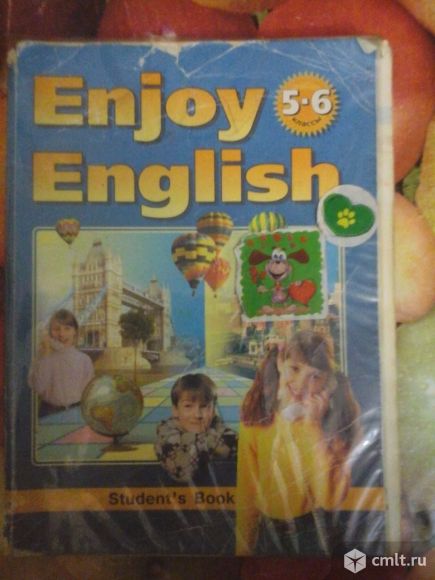 Enjoy
5-6
классы
English
Student's Book
cmlt.ru